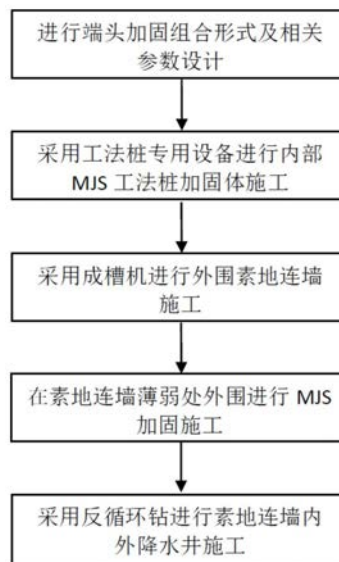 进行端头加固组合形式及相关
参数设计
采用工法桩专用设备进行内部
MJS 工法桩加固体施工
采用成槽机进行外围素地连墙
施工
在素地连墙薄弱处外围进行 MJS
加固施工
采用反循环钻进行素地连墙内
外降水井施工